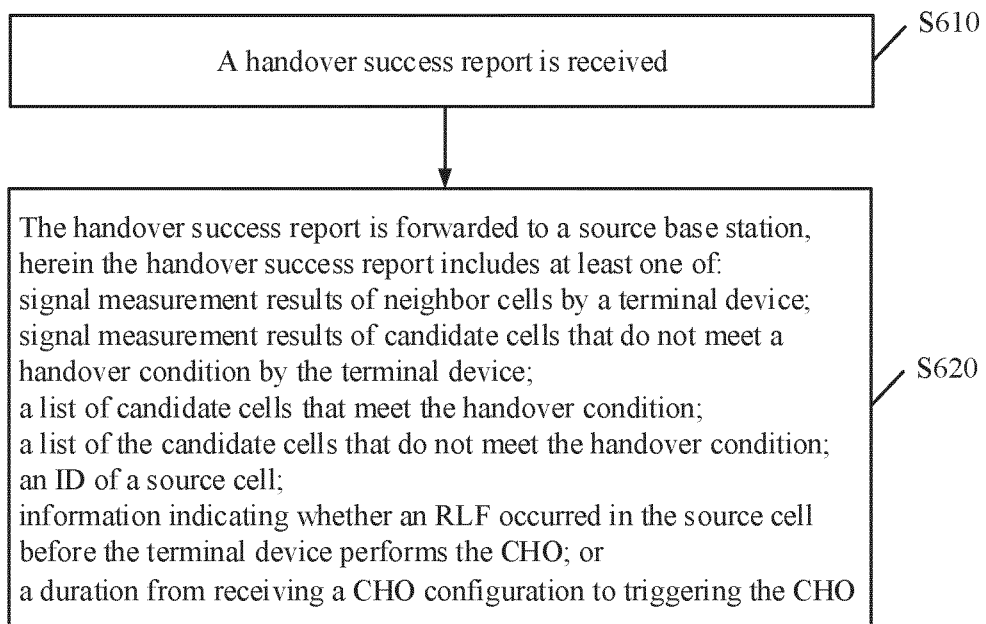 S610
A handover success report is received
The handover success report is forwarded to a source base station,
herein the handover success report includes at least one of:
signal measurement results of neighbor cells by a terminal device;
signal measurement results of candidate cells that do not meet a
handover condition by the terminal device;
a list of candidate cells that meet the handover condition;
a list of the candidate cells that do not meet the handover condition;
an ID of a source cell;
information indicating whether an RLF occurred in the source cell
before the terminal device performs the CHO; or
a duration from receiving a CHO configuration to triggering the CHO
S620